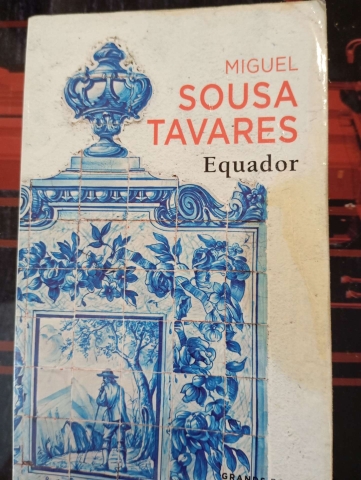 MIGUEL
SOUSA
TAVARES
Equador